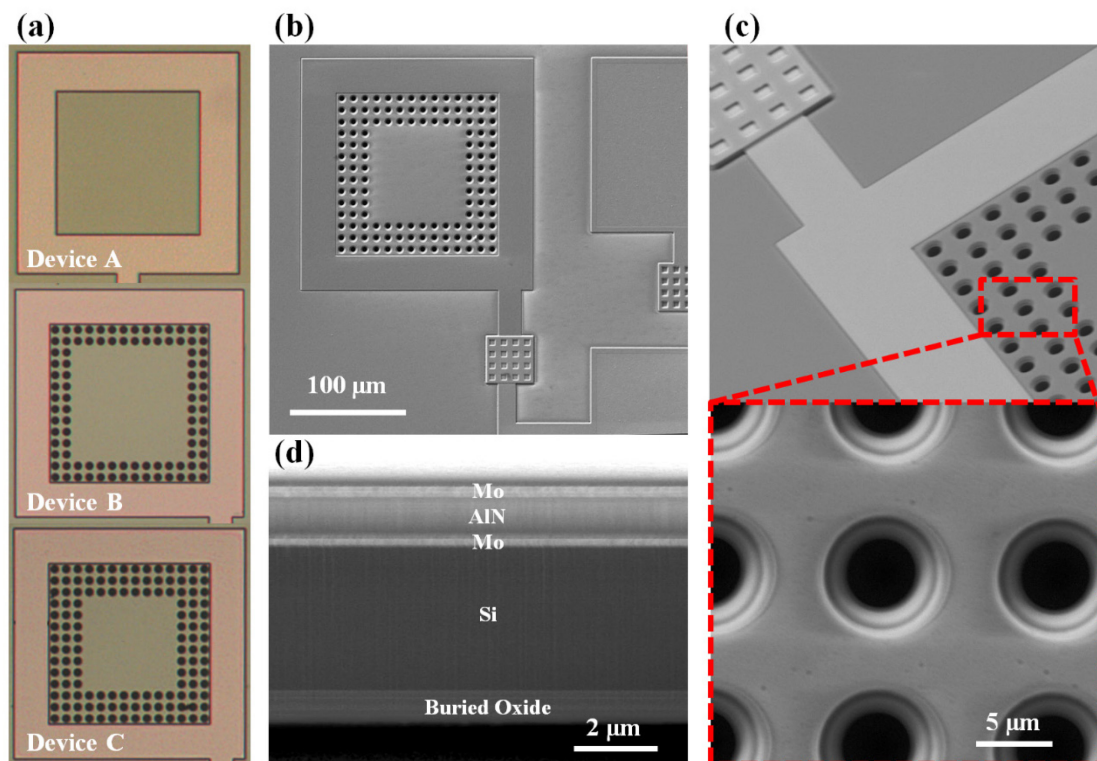 (a)
Device A
Device B
Device C
(b)
100 μm
(c)
5 μm
(d)
Mo
AlN
Mo
Si
Buried Oxide
2 μm